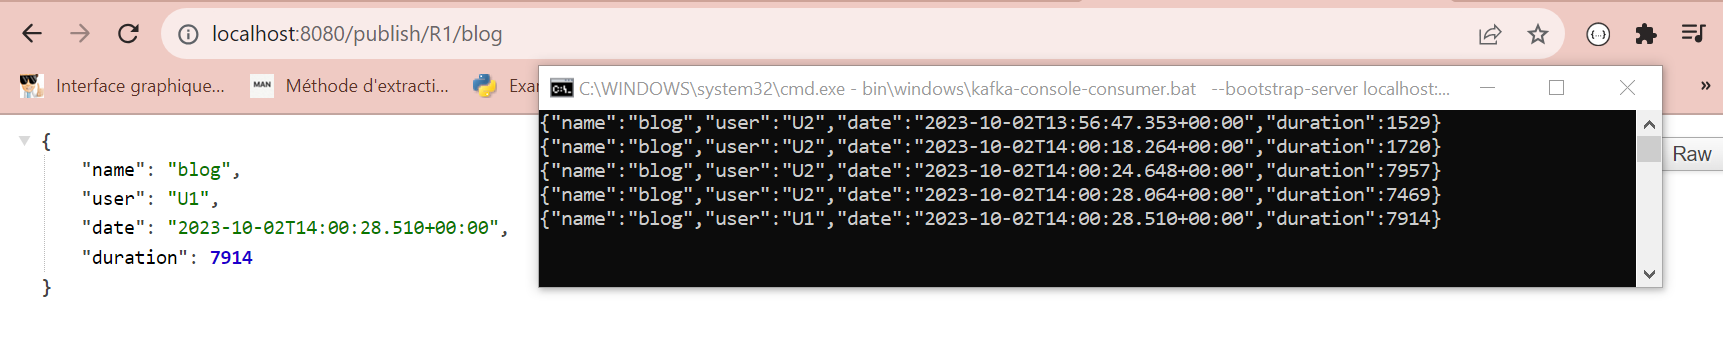 localhost:8080/publish/R1/blog
Interface graphique...
MAN Méthode d'extracti...
Exa
»
C:\WINDOWS\system32\cmd.exe - bin\windows\kafka-console-consumer.bat --bootstrap-server localhost:...
{"name":"blog","user":"U2","date":"2023-10-02T13:56:47.353+00:00","duration":1529}
{"name":"blog","user":"U2","date":"2023-10-02T14:00:18.264+00:00","duration":1720}
{"name":"blog","user":"U2","date":"2023-10-02T14:00:24.648+00:00","duration":7957}
{"name":"blog","user":"U2","date":"2023-10-02T14:00:28.064+00:00","duration":7469}
{"name":"blog","user":"U1","date":"2023-10-02T14:00:28.510+00:00","duration":7914}
Raw
{
"name": "blog",
"user": "U1",
"date": "2023-10-02T14:00:28.510+00:00",
"duration": 7914
}